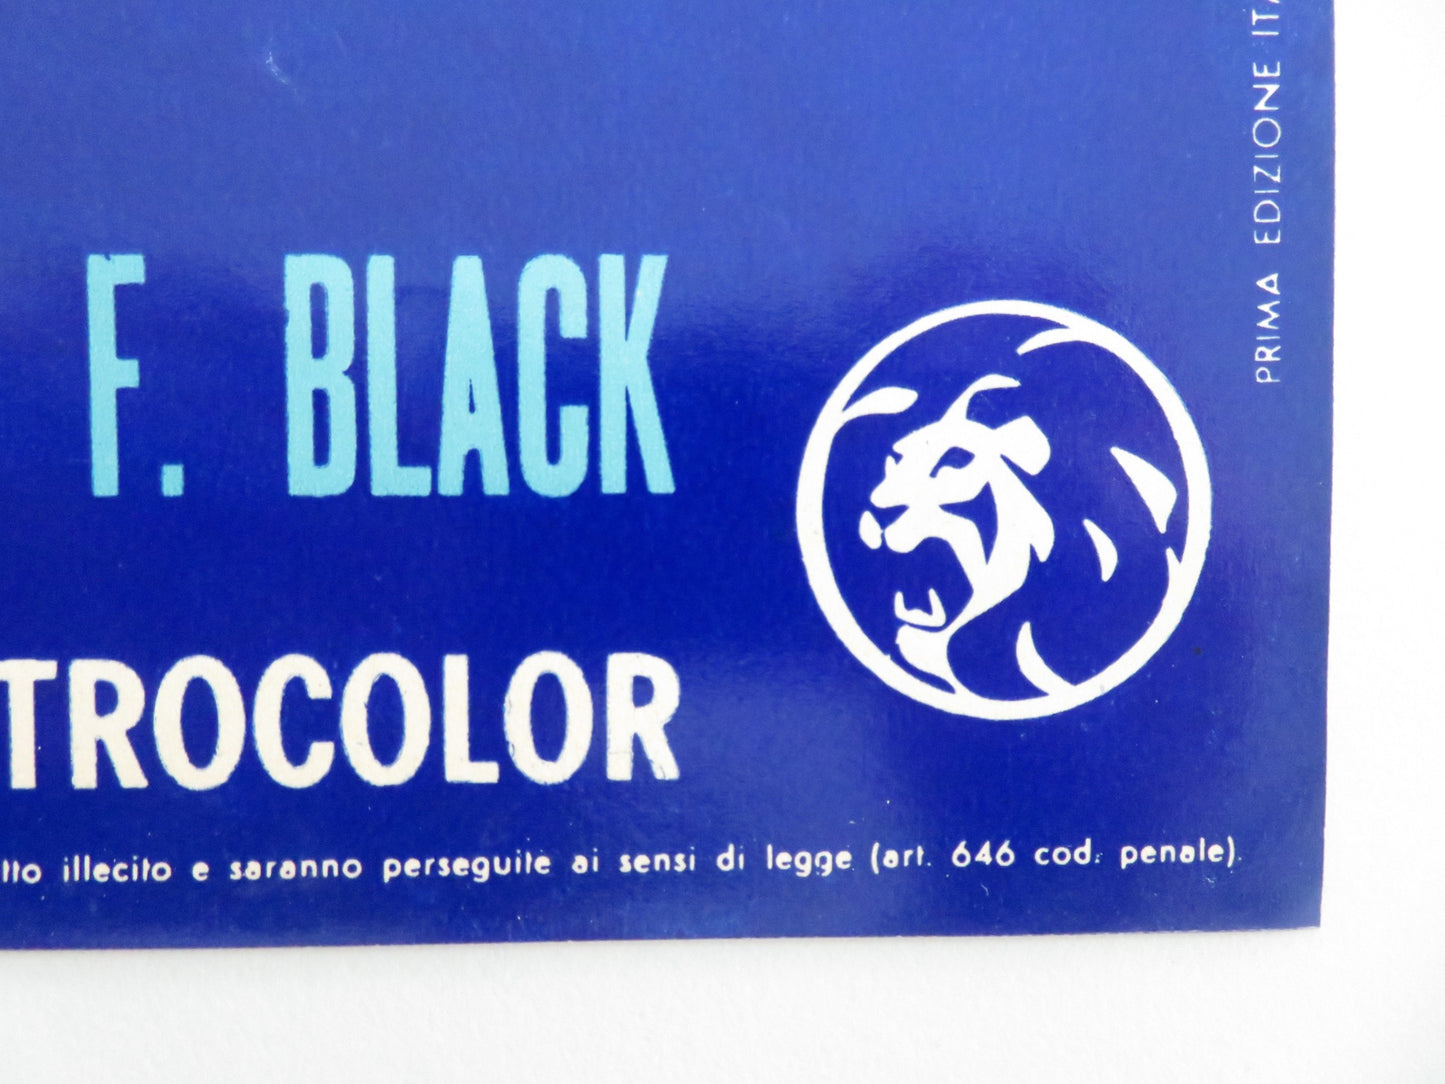 F. BLACK
TROCOLOR
tto illecito e saranno perseguite ai sensi di legge (art. 646 cod. penale).
PRIMA EDIZIONE ITA